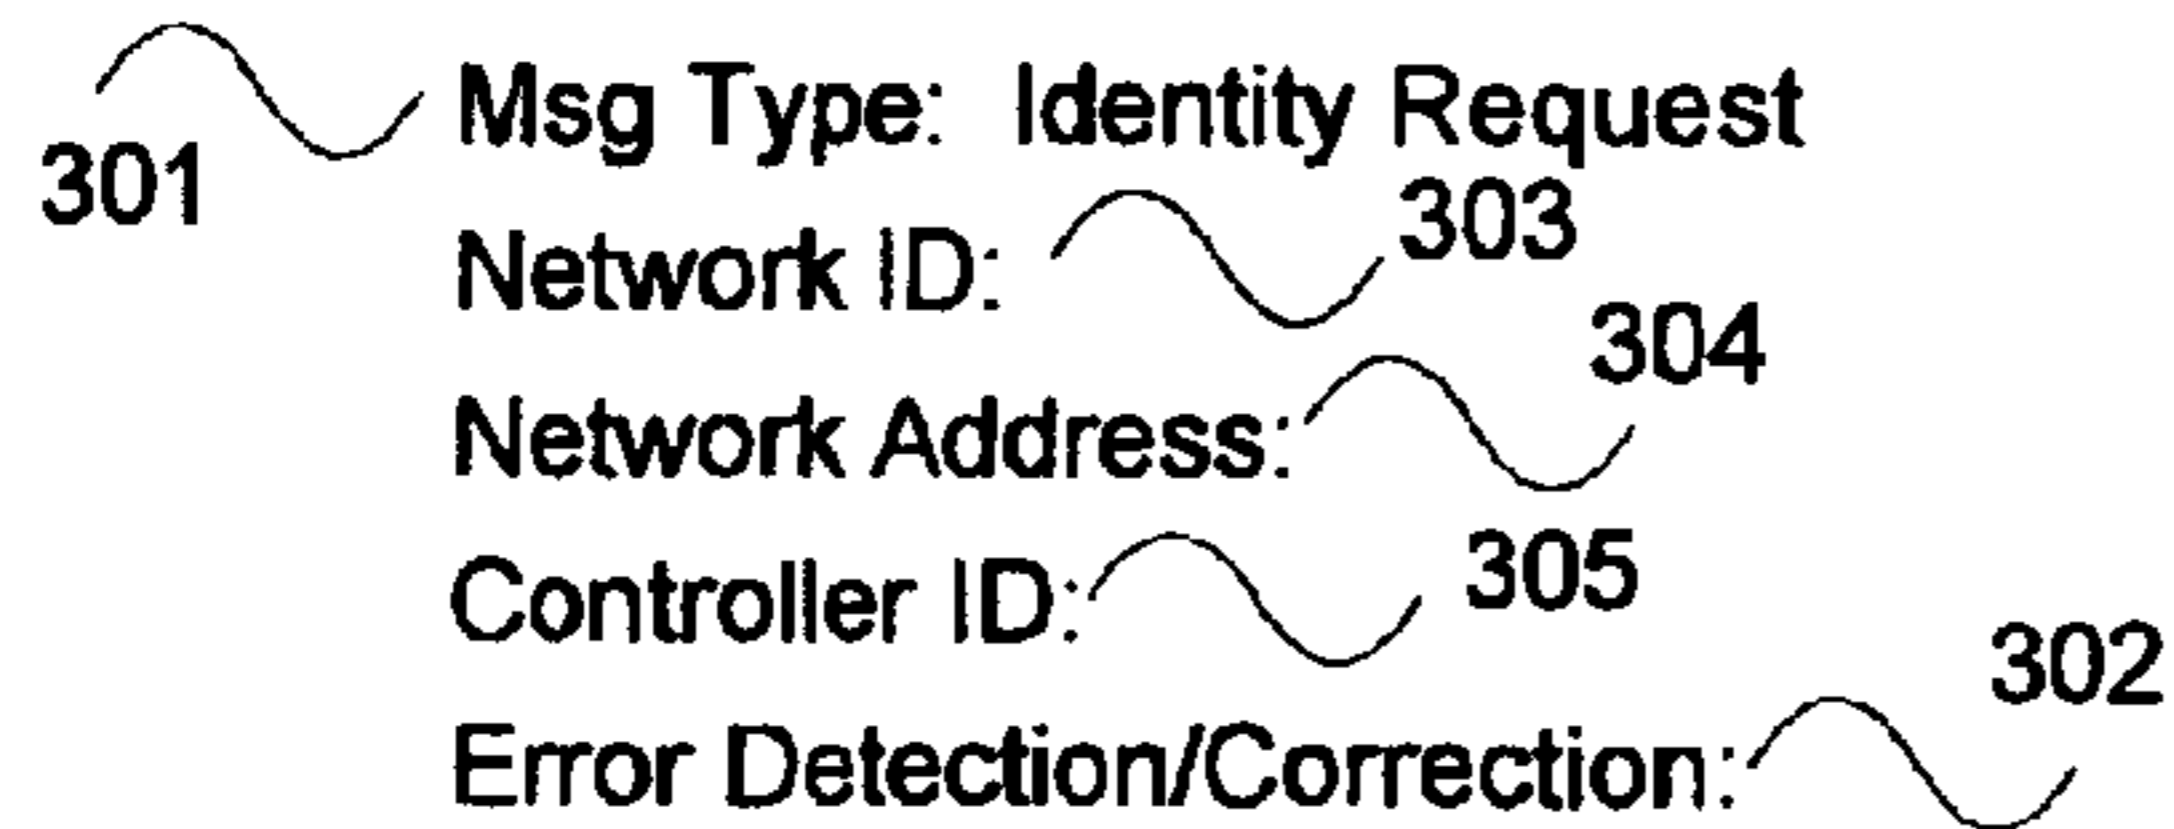 301 Msg Type: Identity Request
Network ID: 303
Network Address: 304
Controller ID: 305
Error Detection/Correction: 302